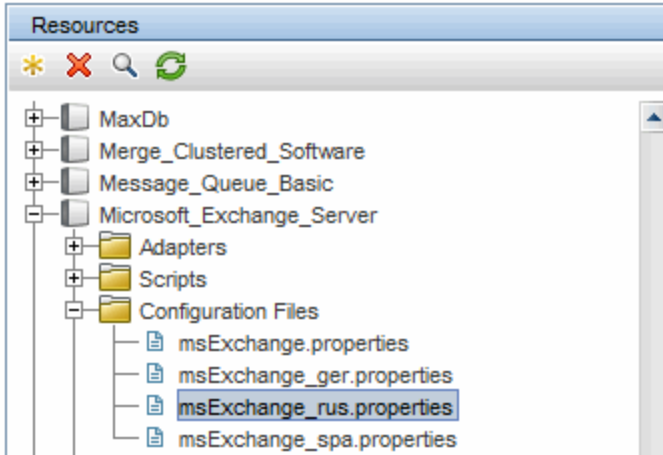 Resources
MaxDb
Merge_Clustered_Software
Message_Queue_Basic
Microsoft_Exchange_Server
Adapters
Scripts
Configuration Files
msExchange.properties
msExchange_ger.properties
msExchange_rus.properties
msExchange_spa.properties